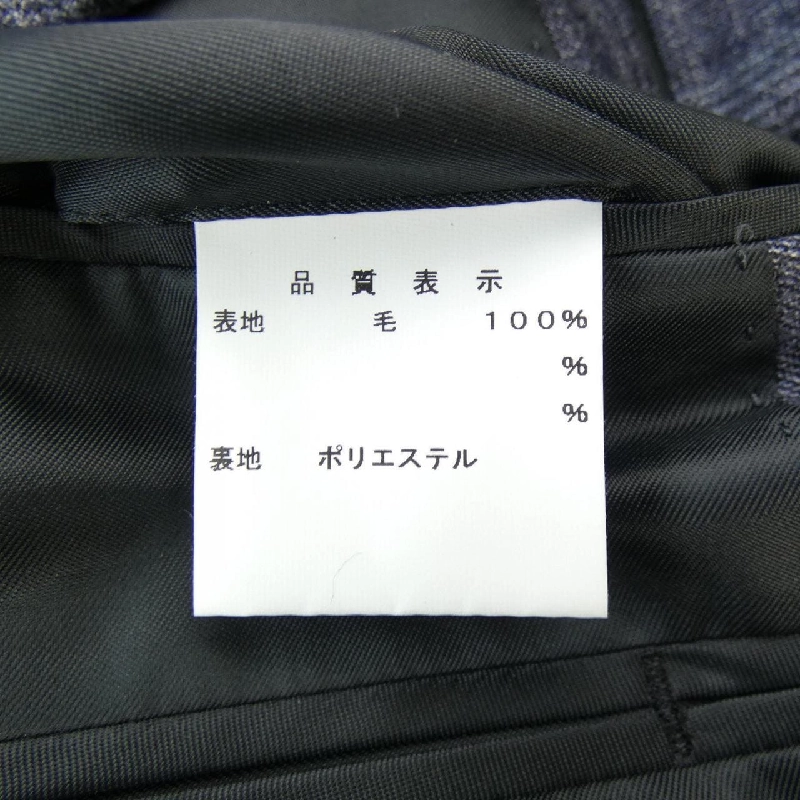 品質表示
表地 毛 １００％
％
％
裏地 ポリエステル